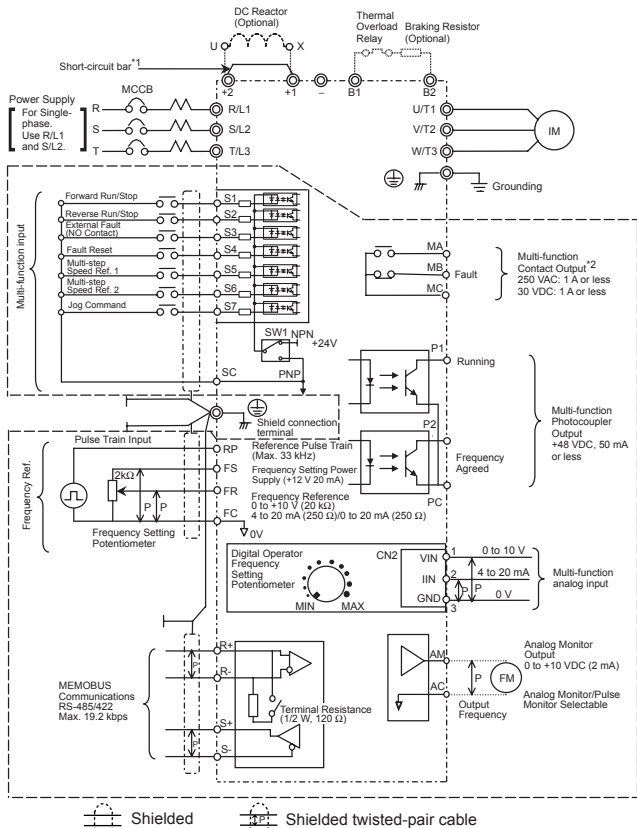 DC Reactor
(Optional)
U X
Thermal
Overload
Relay
Braking Resistor
(Optional)
Short-circuit bar*1
+2 +1 – B1 B2
MCCB
Power Supply
For Single-
phase.
Use R/L1
and S/L2.
R R/L1
S S/L2
T T/L3
U/T1
V/T2
W/T3
IM
Grounding
Multi-function input
Forward Run/Stop S1
Reverse Run/Stop S2
External Fault
(NO Contact) S3
Fault Reset S4
Multi-step
Speed Ref. 1 S5
Multi-step
Speed Ref. 2 S6
Jog Command S7
SW1 NPN
+24V
SC PNP
MA
MB
MC
Fault
Multi-function
Contact Output*2
250 VAC: 1 A or less
30 VDC: 1 A or less
P1
Running
P2
Frequency
Agreed
PC
Multi-function
Photocoupler
Output
+48 VDC, 50 mA
or less
Shield connection
terminal
Frequency Ref.
Pulse Train Input
2kΩ
P P
Frequency Setting
Potentiometer
RP Reference Pulse Train
(Max. 33 kHz)
FS Frequency Setting Power
Supply (+12 V 20 mA)
FR Frequency Reference
0 to +10 V (20 kΩ)
4 to 20 mA (250 Ω)/0 to 20 mA (250 Ω)
FC 0V
Digital Operator
Frequency
Setting
Potentiometer
MIN MAX
CN2
VIN 1 0 to 10 V
IIN 2 4 to 20 mA
GND 3 0 V
P P
Multi-function
analog input
MEMOBUS
Communications
RS-485/422
Max. 19.2 kbps
P
P
R+
R-
S+
S-
Terminal Resistance
(1/2 W, 120 Ω)
AM
AC
P
FM
Output
Frequency
Analog Monitor
Output
0 to +10 VDC (2 mA)
Analog Monitor/Pulse
Monitor Selectable
Shielded
P Shielded twisted-pair cable